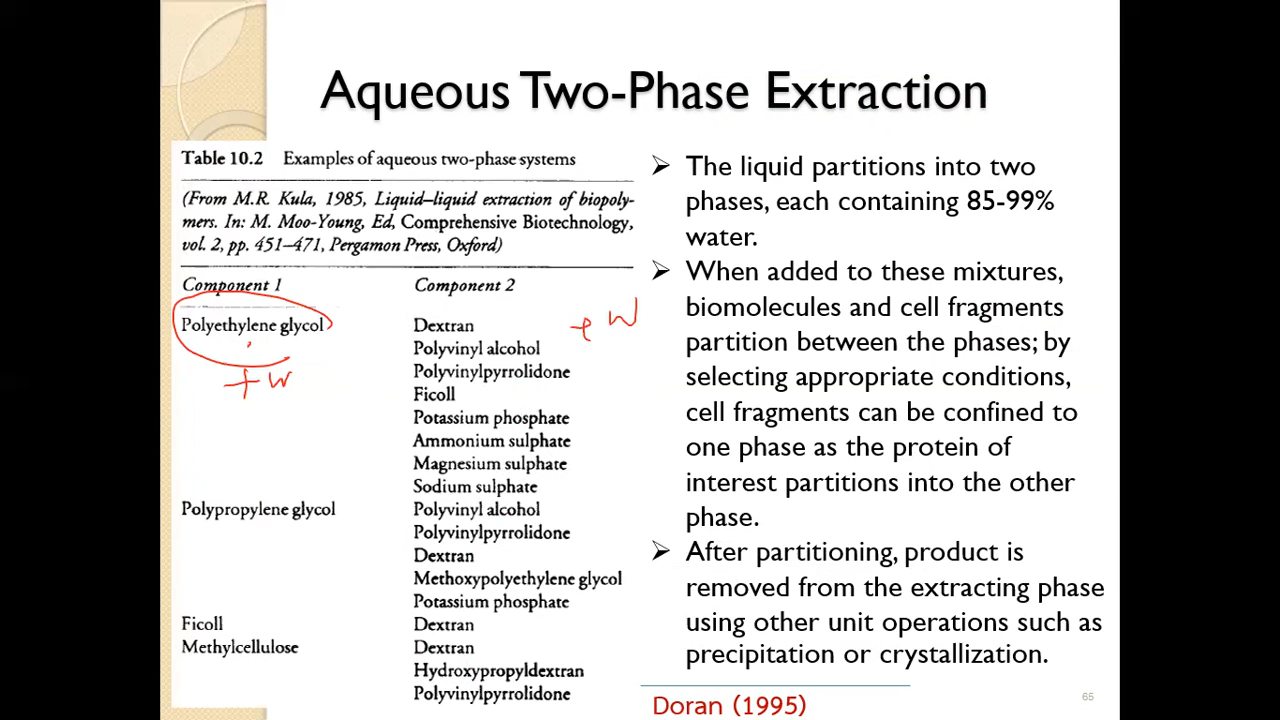 Aqueous Two-Phase Extraction
Table 10.2 Examples of aqueous two-phase systems
(From M.R. Kula, 1985, Liquid–liquid extraction of biopoly-
mers. In: M. Moo-Young, Ed, Comprehensive Biotechnology,
vol. 2, pp. 451–471, Pergamon Press, Oxford)
Component 1 Component 2
Polyethylene glycol Dextran + W
+ W Polyvinyl alcohol
Polyvinylpyrrolidone
Ficoll
Potassium phosphate
Ammonium sulphate
Magnesium sulphate
Sodium sulphate
Polypropylene glycol Polyvinyl alcohol
Polyvinylpyrrolidone
Dextran
Methoxypolyethylene glycol
Potassium phosphate
Ficoll Dextran
Methylcellulose Dextran
Hydroxypropyldextran
Polyvinylpyrrolidone
➢ The liquid partitions into two
phases, each containing 85-99%
water.
➢ When added to these mixtures,
biomolecules and cell fragments
partition between the phases; by
selecting appropriate conditions,
cell fragments can be confined to
one phase as the protein of
interest partitions into the other
phase.
➢ After partitioning, product is
removed from the extracting phase
using other unit operations such as
precipitation or crystallization.
Doran (1995)
65